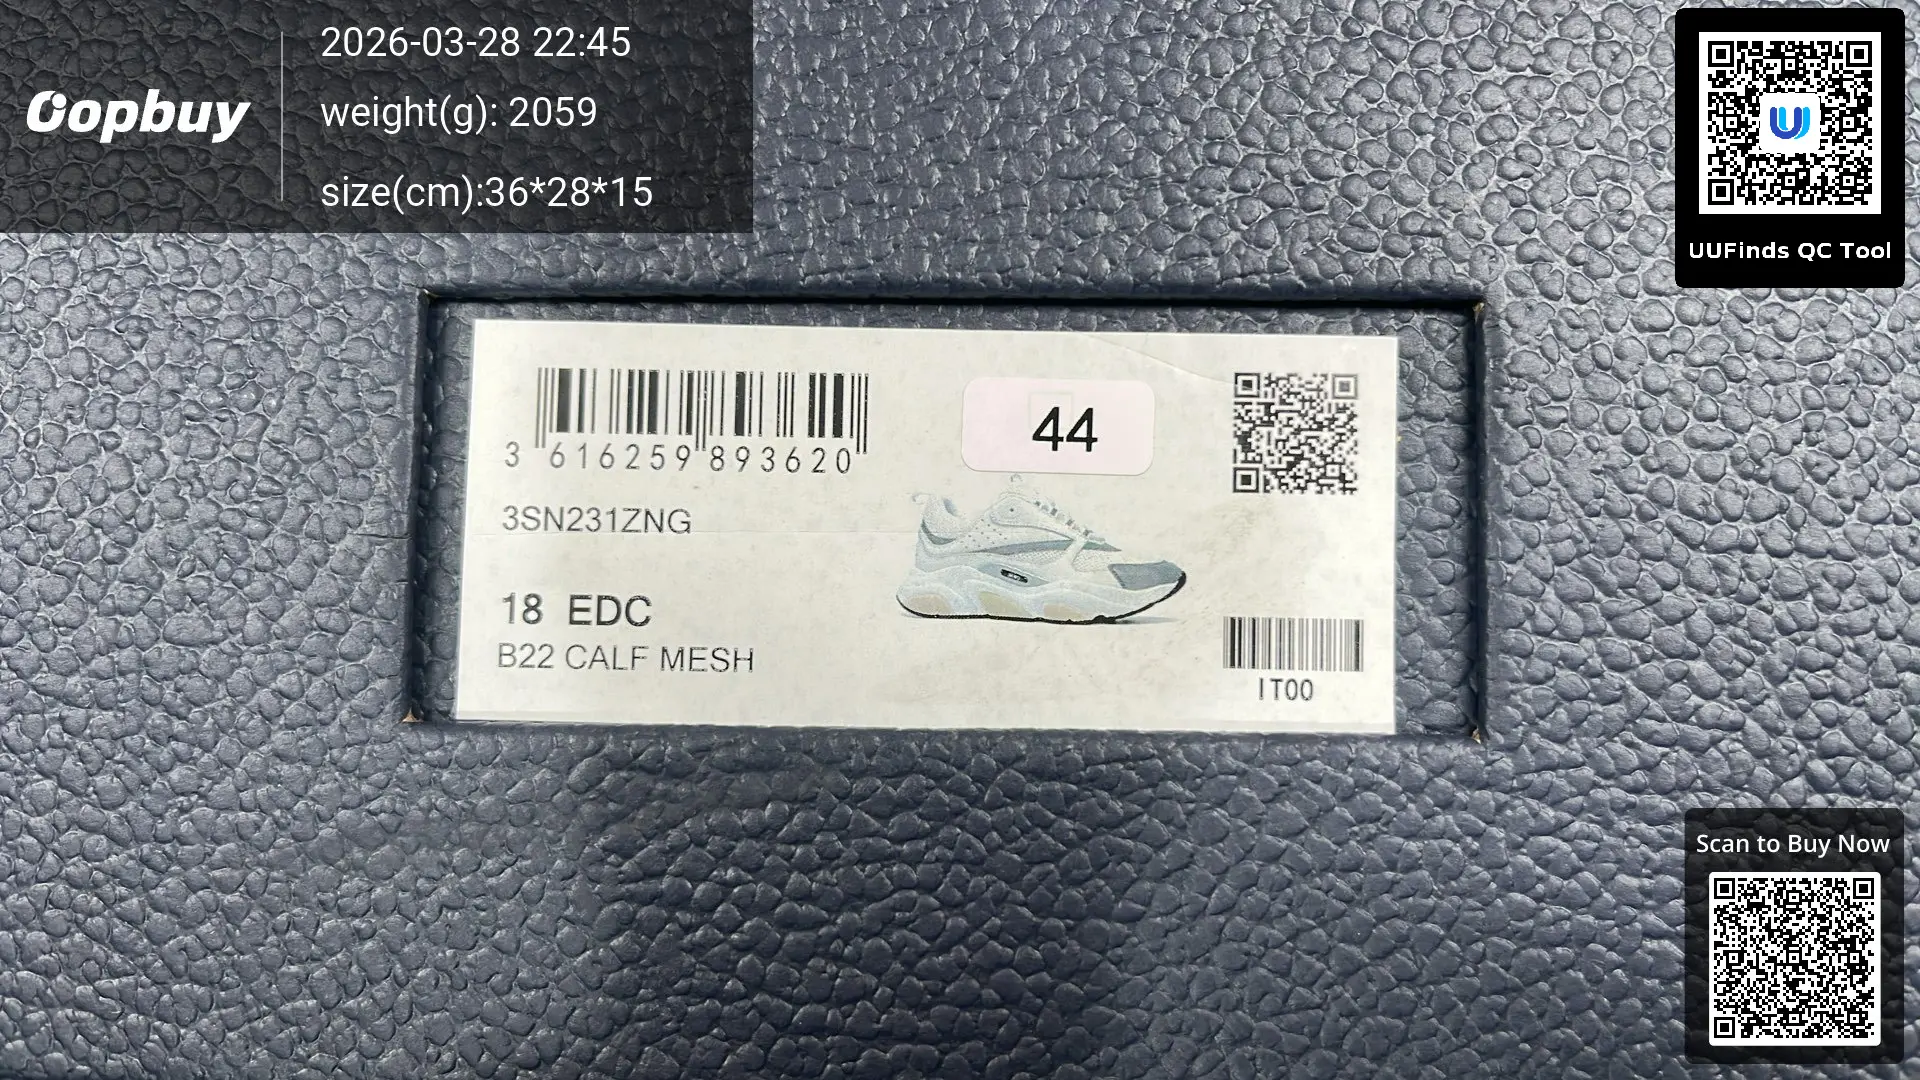 Oopbuy
2026-03-28 22:45
weight(g): 2059
size(cm):36*28*15
UUFinds QC Tool
3 616259 893620
44
3SN231ZNG
18 EDC
B22 CALF MESH
IT00
Scan to Buy Now